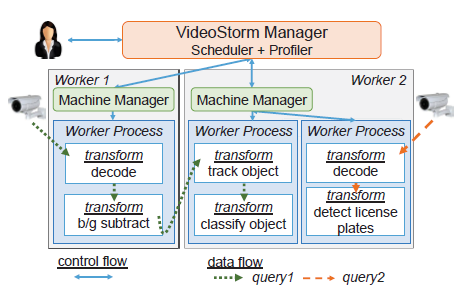 VideoStorm Manager
Scheduler + Profiler
Worker 1
Worker 2
Machine Manager
Machine Manager
Worker Process
Worker Process
Worker Process
transform
decode
transform
track object
transform
decode
transform
b/g subtract
transform
classify object
transform
detect license
plates
control flow
data flow
query1
query2